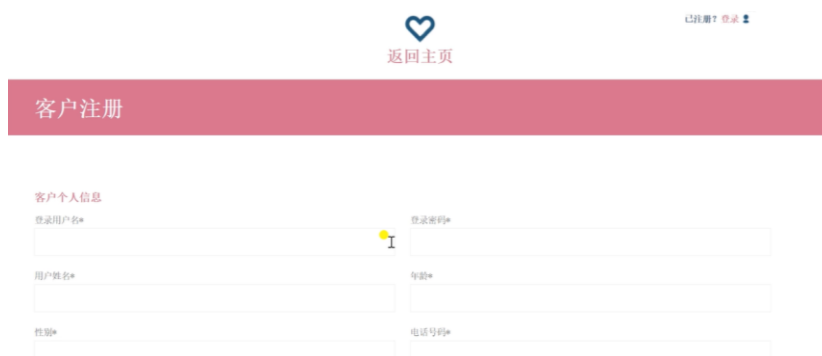 已注册? 登录
返回主页
客户注册
客户个人信息
登录用户名*
登录密码*
用户姓名*
年龄*
性别*
电话号码*